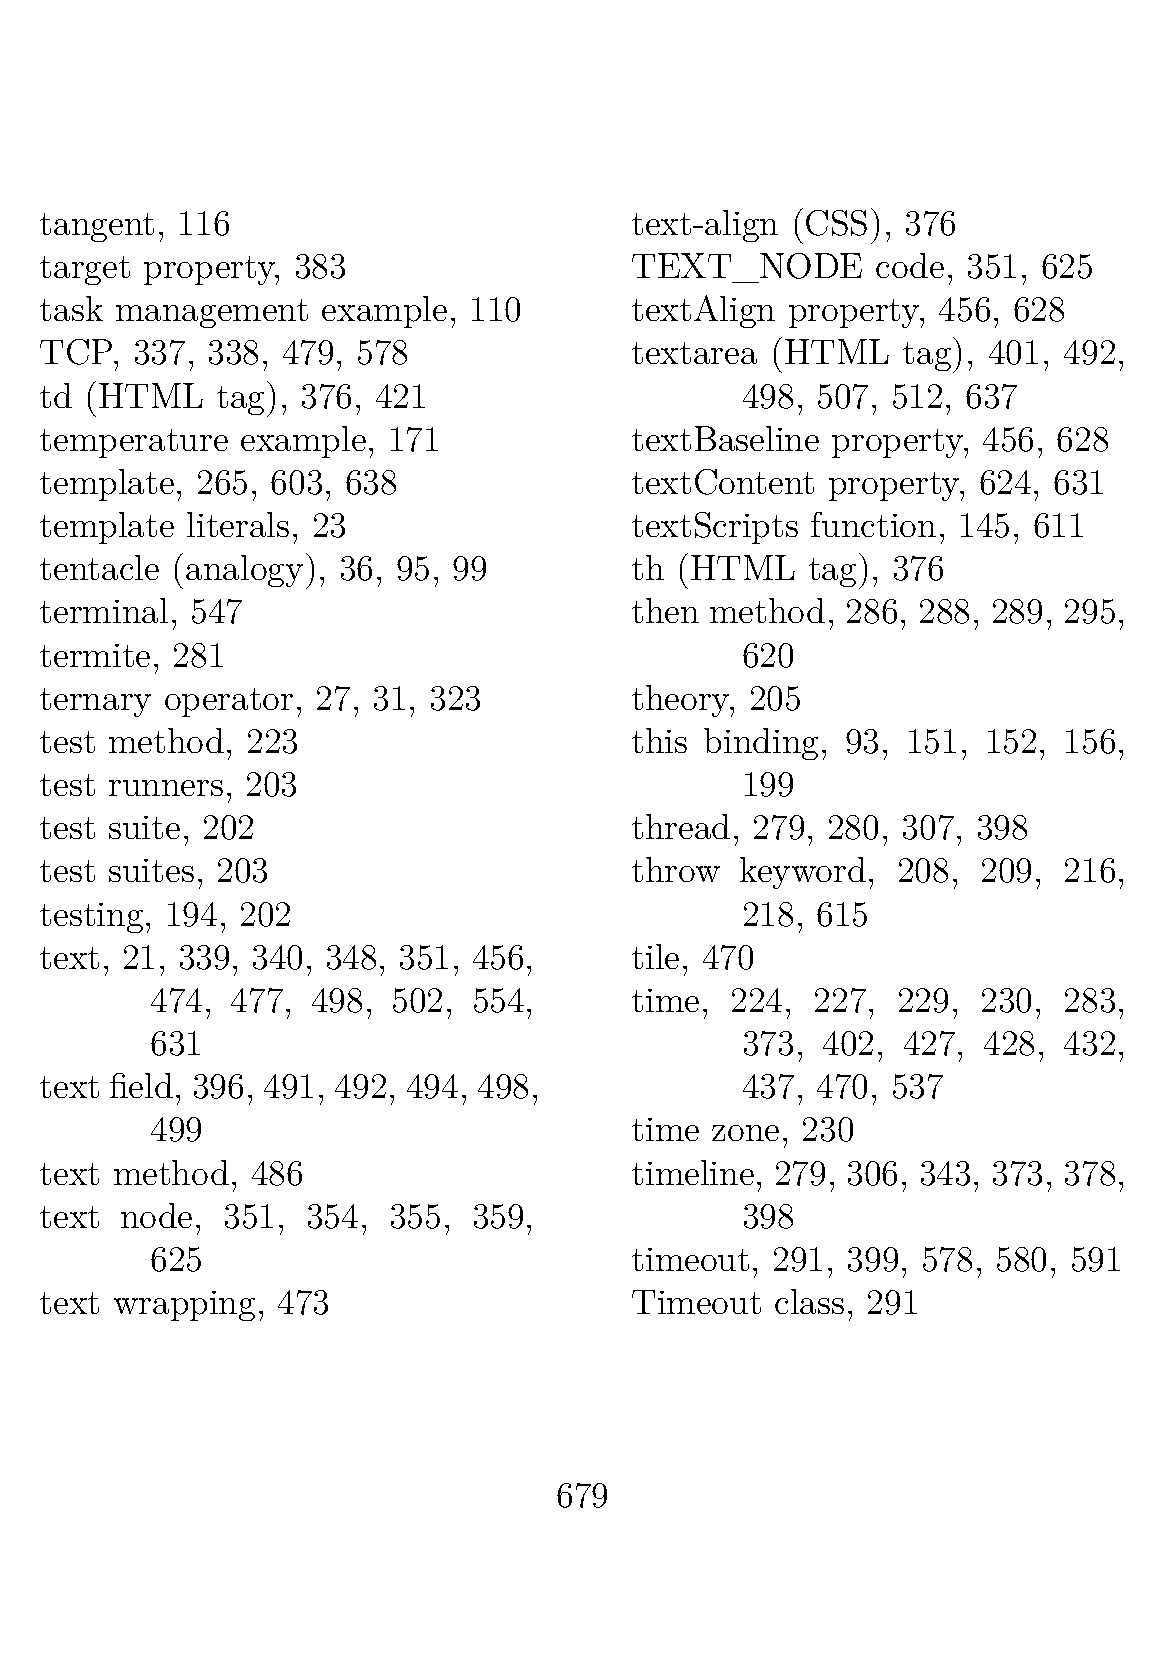 tangent, 116
target property, 383
task management example, 110
TCP, 337, 338, 479, 578
td (HTML tag), 376, 421
temperature example, 171
template, 265, 603, 638
template literals, 23
tentacle (analogy), 36, 95, 99
terminal, 547
termite, 281
ternary operator, 27, 31, 323
test method, 223
test runners, 203
test suite, 202
test suites, 203
testing, 194, 202
text, 21, 339, 340, 348, 351, 456,
474, 477, 498, 502, 554,
631
text field, 396, 491, 492, 494, 498,
499
text method, 486
text node, 351, 354, 355, 359,
625
text wrapping, 473
text-align (CSS), 376
TEXT_NODE code, 351, 625
textAlign property, 456, 628
textarea (HTML tag), 401, 492,
498, 507, 512, 637
textBaseline property, 456, 628
textContent property, 624, 631
textScripts function, 145, 611
th (HTML tag), 376
then method, 286, 288, 289, 295,
620
theory, 205
this binding, 93, 151, 152, 156,
199
thread, 279, 280, 307, 398
throw keyword, 208, 209, 216,
218, 615
tile, 470
time, 224, 227, 229, 230, 283,
373, 402, 427, 428, 432,
437, 470, 537
time zone, 230
timeline, 279, 306, 343, 373, 378,
398
timeout, 291, 399, 578, 580, 591
Timeout class, 291
679